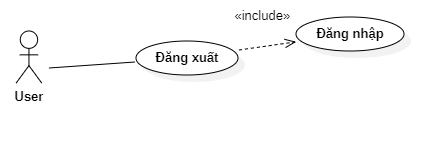 «include»
Đăng nhập
Đăng xuất
User